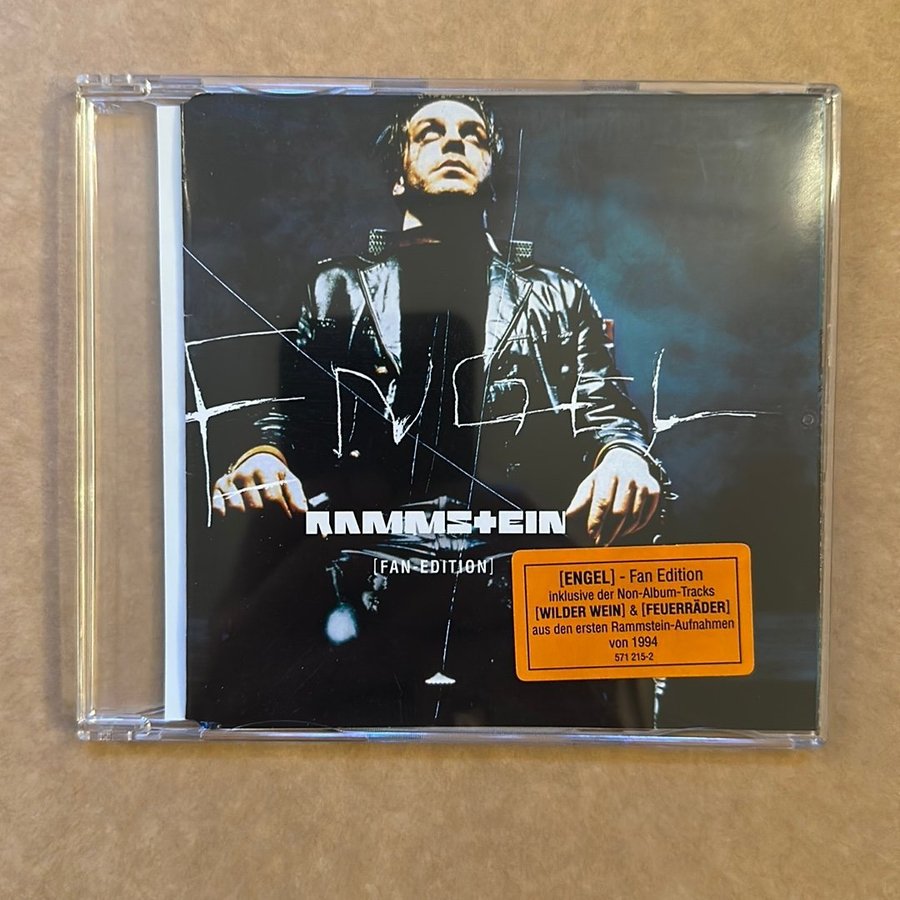 ENGEL
RAMMSTEIN
[FAN-EDITION]
[ENGEL] - Fan Edition
inklusive der Non-Album-Tracks
[WILDER WEIN] & [FEUERRÄDER]
aus den ersten Rammstein-Aufnahmen
von 1994
571 215-2